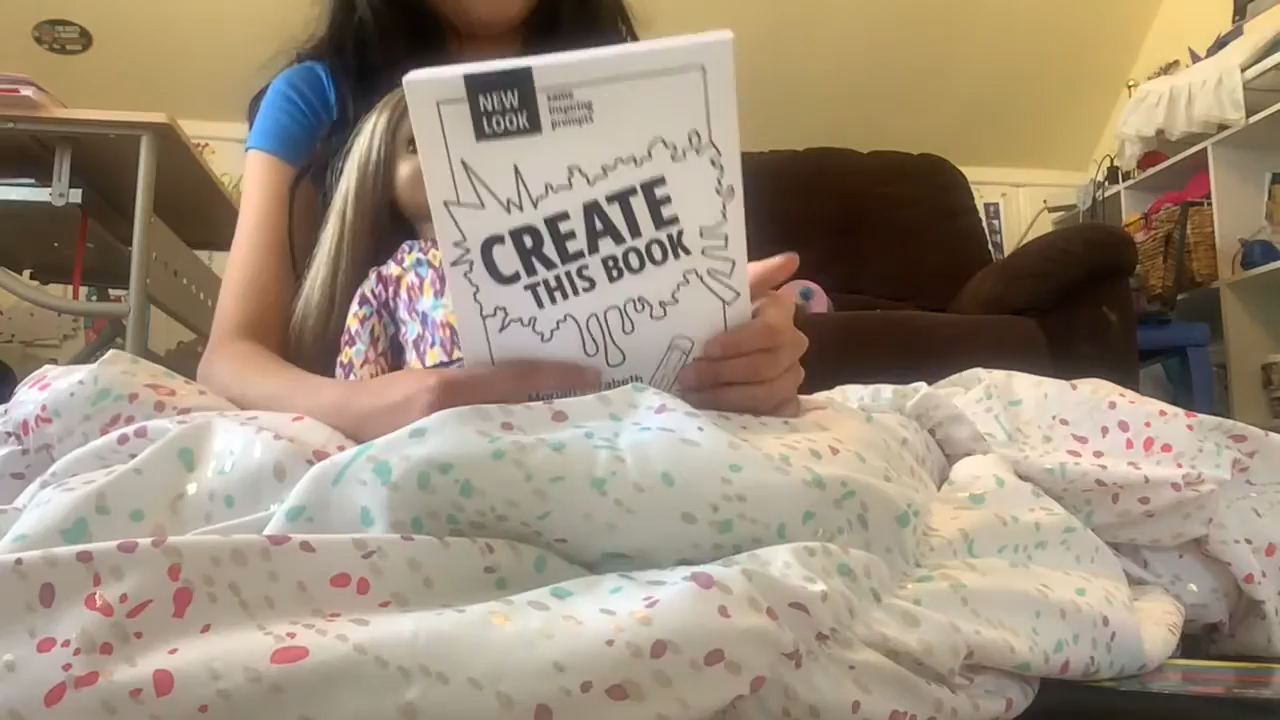 NEW
LOOK
same
inspiring
prompts
CREATE
THIS BOOK